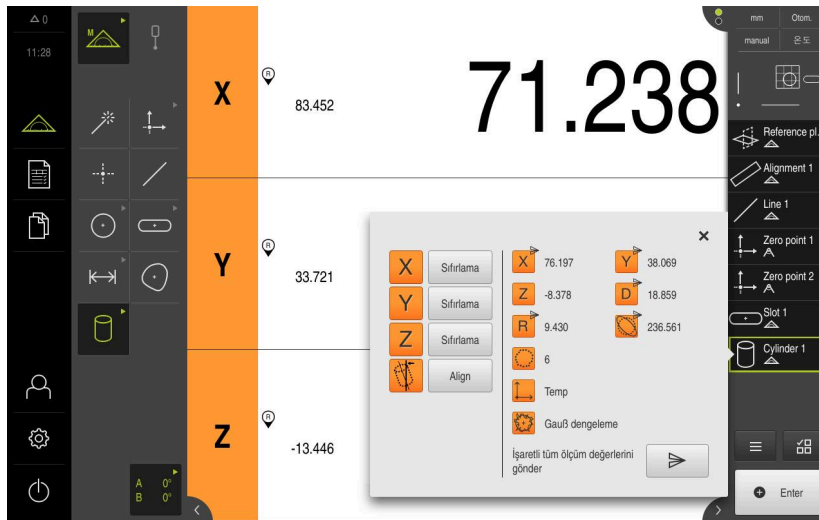 0
11:28
M
A 0°
B 0°
X
R
83.452
71.238
Y
R
33.721
Z
R
-13.446
X Sıfırlama
Y Sıfırlama
Z Sıfırlama
Align
X 76.197 Y 38.069
Z -8.378 D 18.859
R 9.430 236.561
6
Temp
Gauß dengeleme
İşaretli tüm ölçüm değerlerini
gönder
mm Otom.
manual 온도
Reference pl.
Alignment 1
Line 1
Zero point 1
Zero point 2
Slot 1
Cylinder 1
Enter